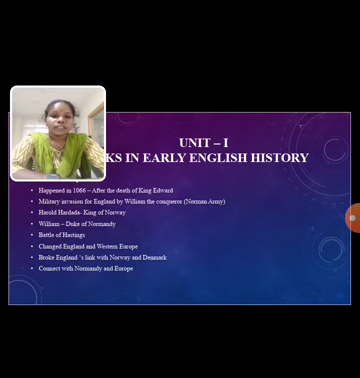 UNIT – I
KS IN EARLY ENGLISH HISTORY
• Happened in 1066 – After the death of King Edward
• Military invasion for England by William the conqueror (Norman Army)
• Harold Hardada- King of Norway
• William – Duke of Normandy
• Battle of Hastings
• Changed England and Western Europe
• Broke England 's link with Norway and Denmark
• Connect with Normandy and Europe